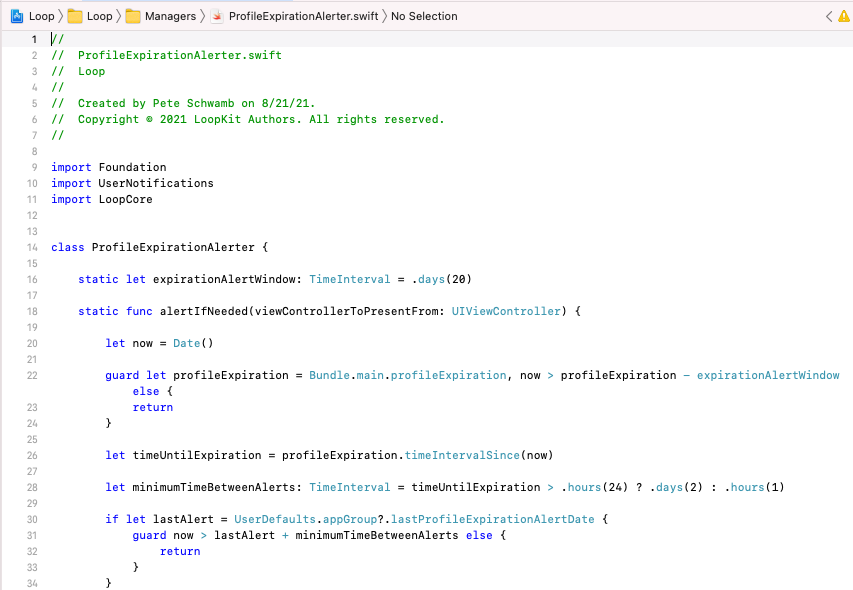 Loop 〉 Loop 〉 Managers 〉 ProfileExpirationAlerter.swift 〉 No Selection
1 //
2 //  ProfileExpirationAlerter.swift
3 //  Loop
4 //
5 //  Created by Pete Schwamb on 8/21/21.
6 //  Copyright © 2021 LoopKit Authors. All rights reserved.
7 //
8
9 import Foundation
10 import UserNotifications
11 import LoopCore
12
13
14 class ProfileExpirationAlerter {
15
16     static let expirationAlertWindow: TimeInterval = .days(20)
17
18     static func alertIfNeeded(viewControllerToPresentFrom: UIViewController) {
19
20         let now = Date()
21
22         guard let profileExpiration = Bundle.main.profileExpiration, now > profileExpiration - expirationAlertWindow
            else {
23             return
24         }
25
26         let timeUntilExpiration = profileExpiration.timeIntervalSince(now)
27
28         let minimumTimeBetweenAlerts: TimeInterval = timeUntilExpiration > .hours(24) ? .days(2) : .hours(1)
29
30         if let lastAlert = UserDefaults.appGroup?.lastProfileExpirationAlertDate {
31             guard now > lastAlert + minimumTimeBetweenAlerts else {
32                 return
33             }
34         }